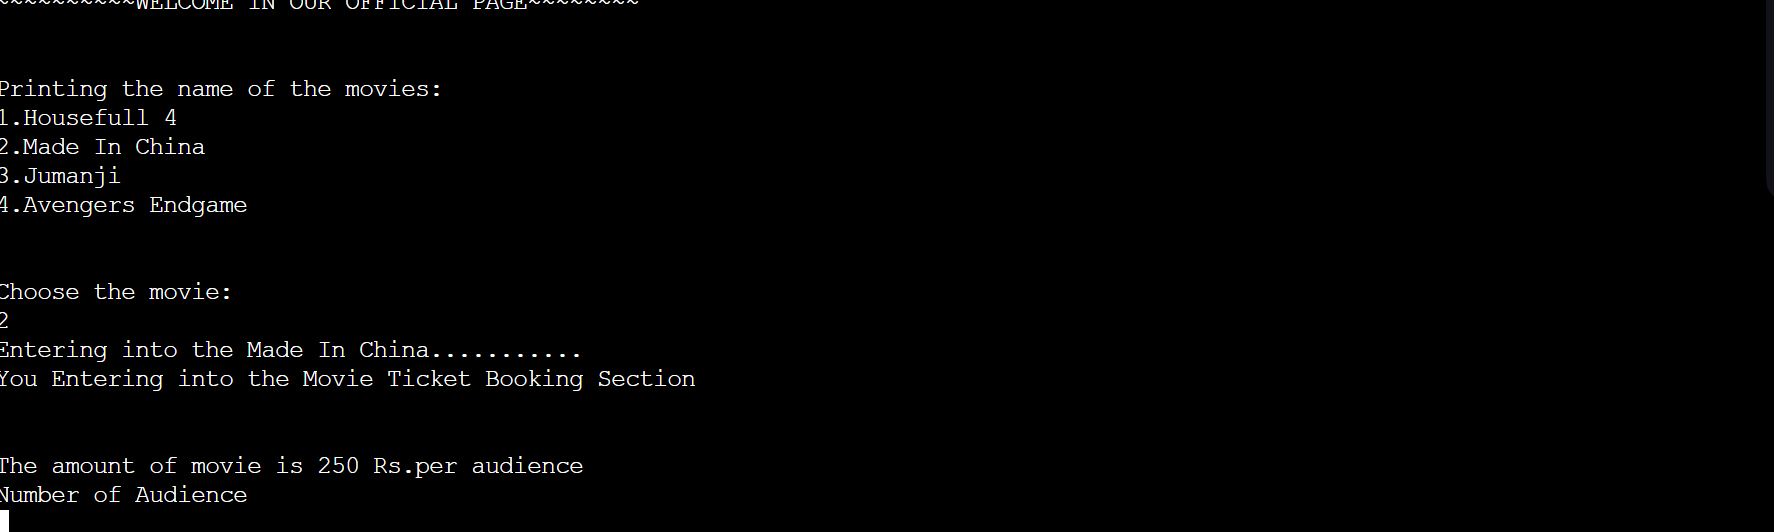 ~~~~~~~~~~WELCOME IN OUR OFFICIAL PAGE~~~~~~~~
Printing the name of the movies:
1.Housefull 4
2.Made In China
3.Jumanji
4.Avengers Endgame
Choose the movie:
2
Entering into the Made In China...........
You Entering into the Movie Ticket Booking Section
The amount of movie is 250 Rs.per audience
Number of Audience